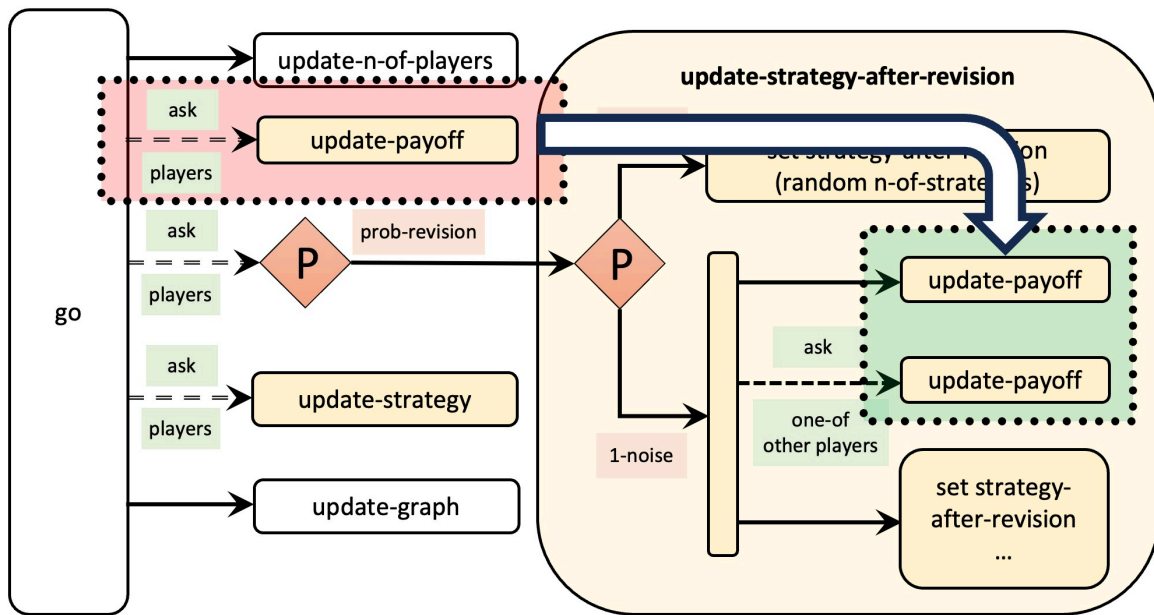 go
update-n-of-players
ask
update-payoff
players
ask
P
prob-revision
players
ask
update-strategy
players
update-graph
update-strategy-after-revision
(random n-of-strate
P
1-noise
update-payoff
ask
update-payoff
one-of
other players
set strategy-
after-revision
...